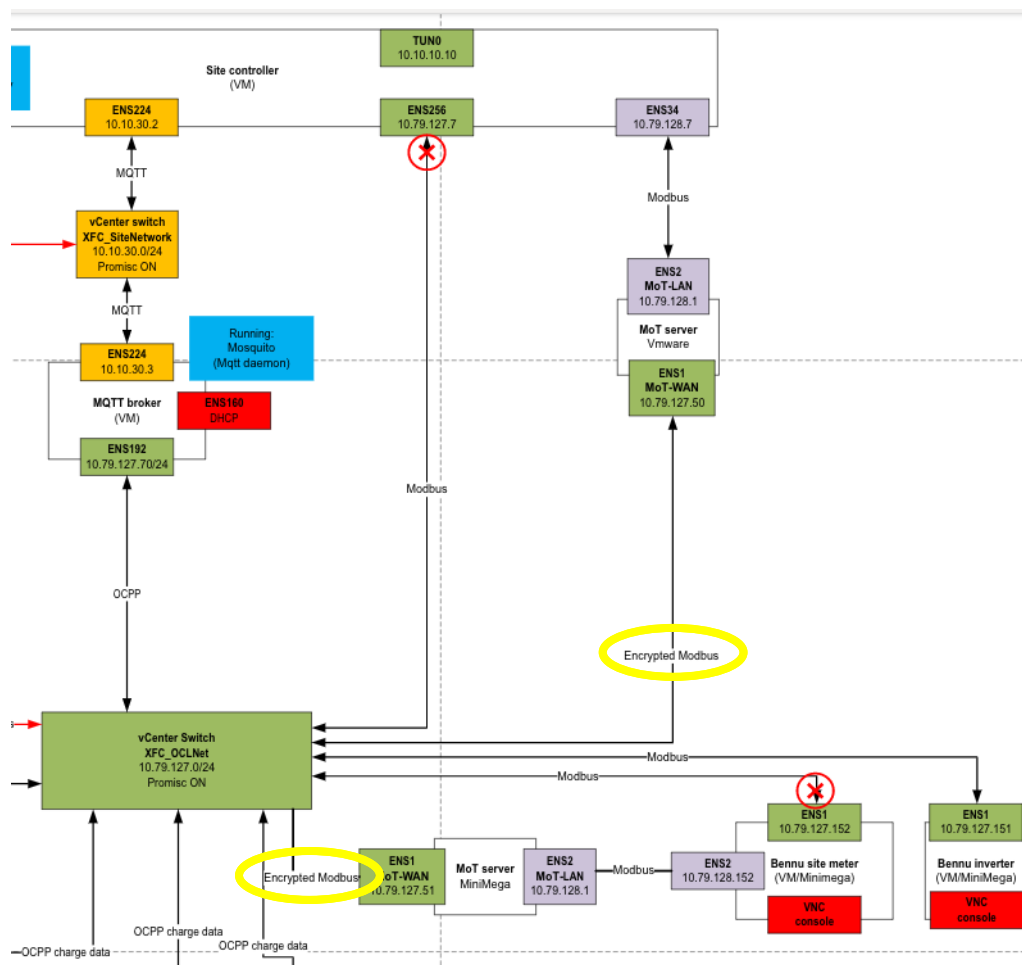 TUN0
10.10.10.10
Site controller
(VM)
ENS224
10.10.30.2
ENS256
10.79.127.7
ENS34
10.79.128.7
MQTT
Modbus
vCenter switch
XFC_SiteNetwork
10.10.30.0/24
Promisc ON
ENS2
MoT-LAN
10.79.128.1
MQTT
MoT server
Vmware
Running:
Mosquito
(Mqtt daemon)
ENS224
10.10.30.3
ENS1
MoT-WAN
10.79.127.50
MQTT broker
(VM)
ENS160
DHCP
ENS192
10.79.127.70/24
Modbus
OCPP
Encrypted Modbus
vCenter Switch
XFC_OCLNet
10.79.127.0/24
Promisc ON
Modbus
Modbus
ENS1
10.79.127.152
ENS1
10.79.127.151
Encrypted Modbus
ENS1
MoT-WAN
10.79.127.51
MoT server
MiniMega
ENS2
MoT-LAN
10.79.128.1
Modbus
ENS2
10.79.128.152
Bennu site meter
(VM/Minimega)
VNC
console
Bennu inverter
(VM/MiniMega)
VNC
console
OCPP charge data
OCPP charge data
OCPP charge data